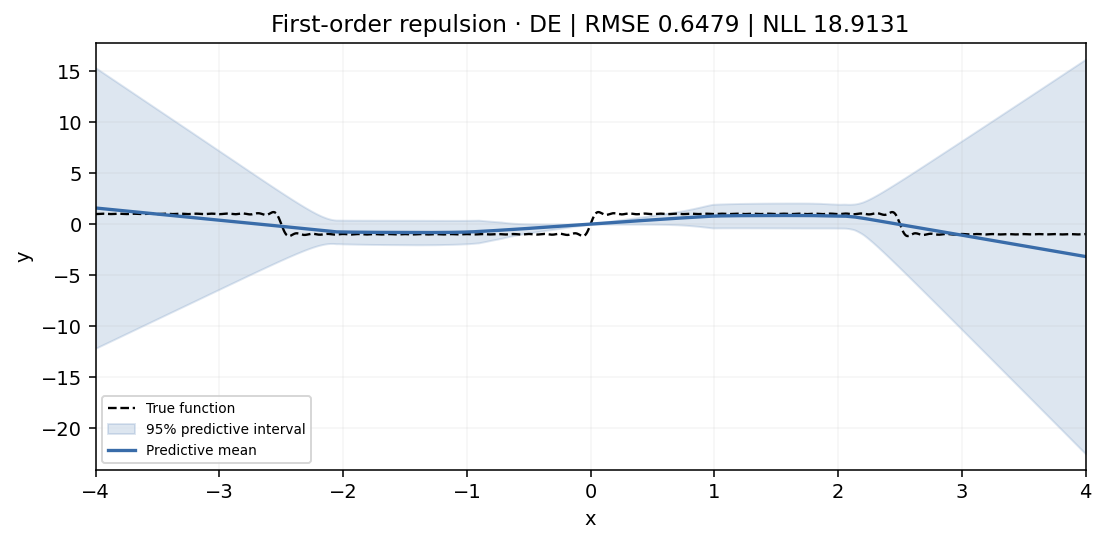 First-order repulsion · DE | RMSE 0.6479 | NLL 18.9131
15
10
5
0
−5
−10
−15
−20
y
True function
95% predictive interval
Predictive mean
−4 −3 −2 −1 0 1 2 3 4
x